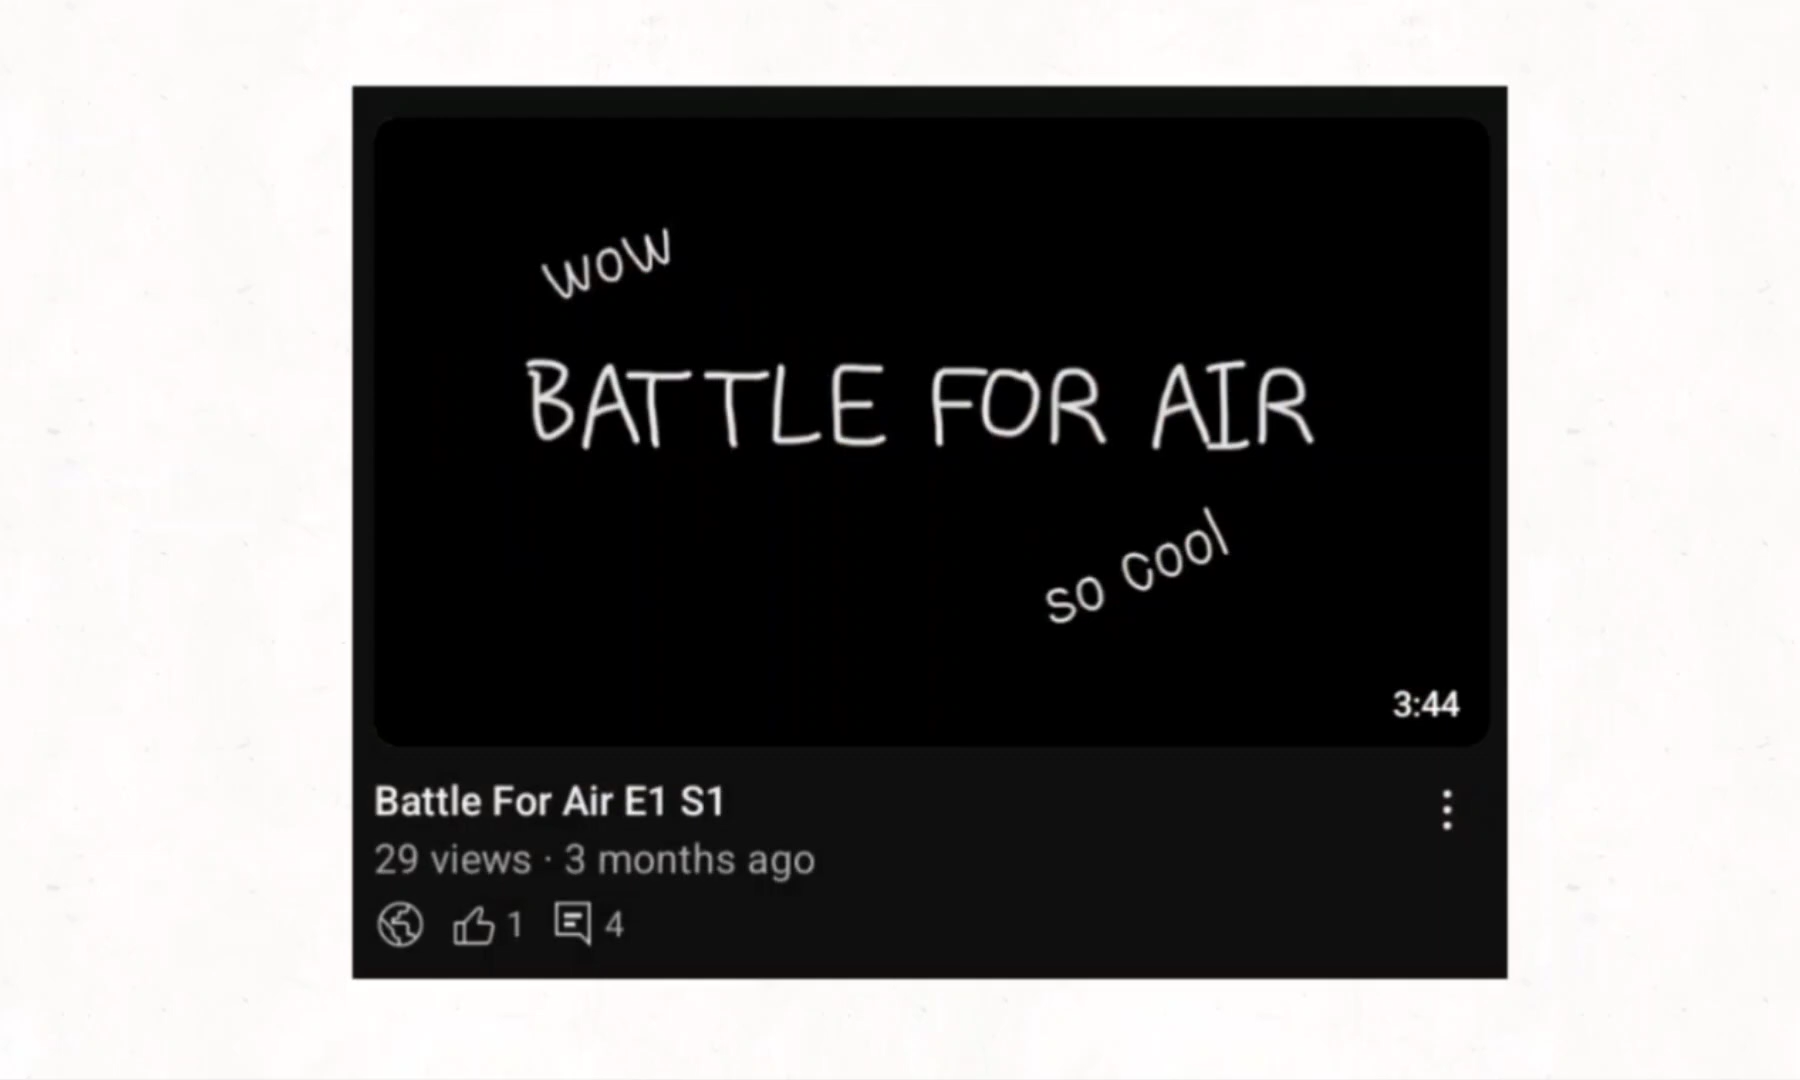 wow
BATTLE FOR AIR
so cool
3:44
Battle For Air E1 S1
29 views · 3 months ago
1 4